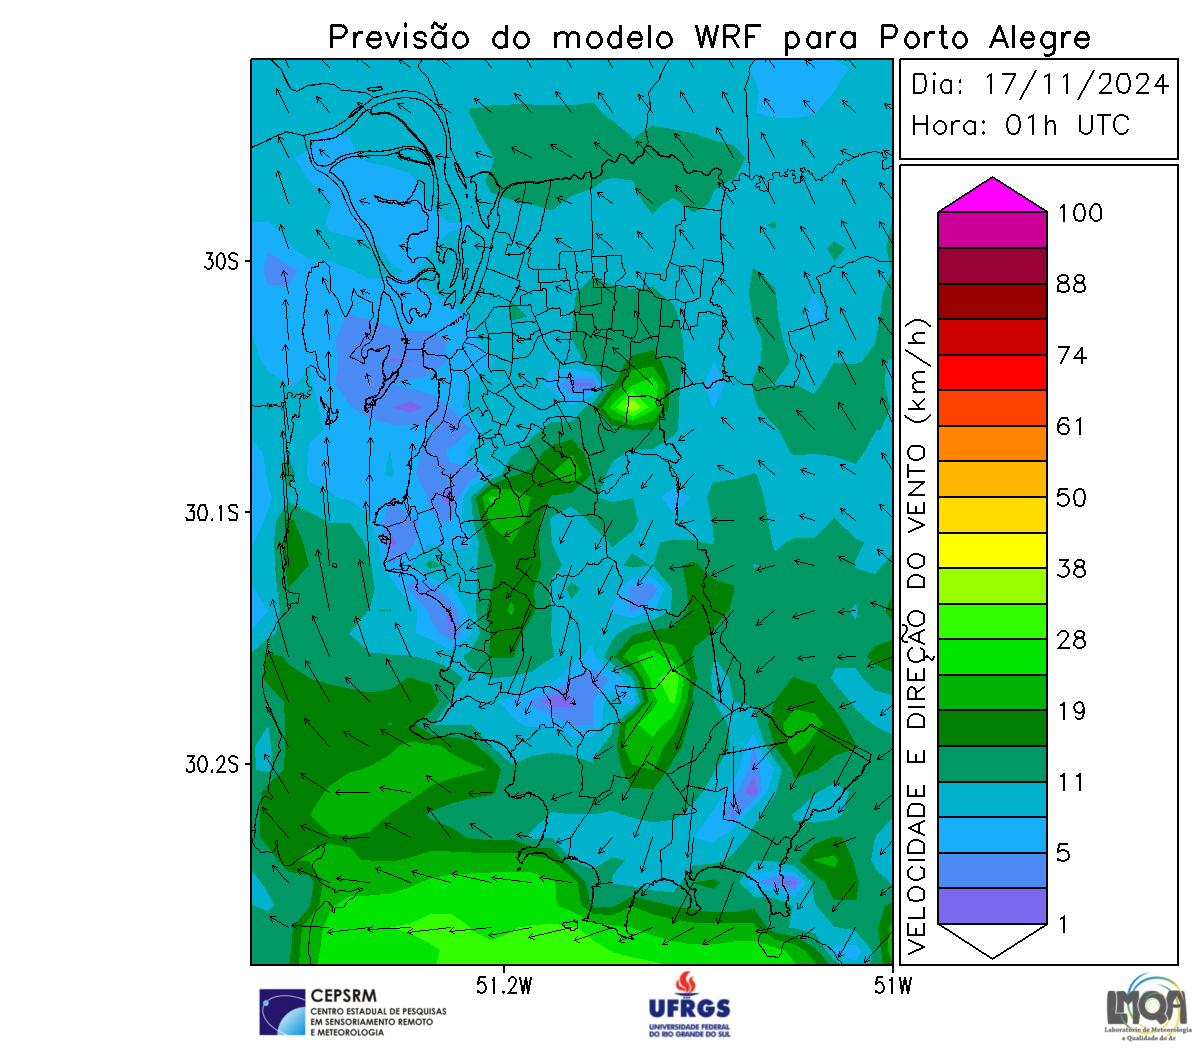 Previsão do modelo WRF para Porto Alegre
Dia: 17/11/2024
Hora: 01h UTC
100
88
74
61
50
38
28
19
11
5
1
VELOCIDADE E DIREÇÃO DO VENTO (km/h)
30S
30.1S
30.2S
51.2W
51W
CEPSRM
CENTRO ESTADUAL DE PESQUISAS
EM SENSORIAMENTO REMOTO
E METEOROLOGIA
UFRGS
UNIVERSIDADE FEDERAL
DO RIO GRANDE DO SUL
LMQA
Laboratório de Meteorologia
e Qualidade do Ar